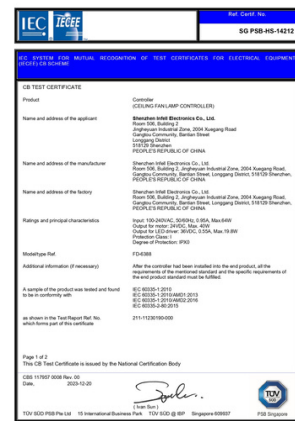 IEC IECEE
Ref. Certif. No.
SG PSB-HS-14212
IEC SYSTEM FOR MUTUAL RECOGNITION OF TEST CERTIFICATES FOR ELECTRICAL EQUIPMENT
(IECEE) CB SCHEME
CB TEST CERTIFICATE
Product
Controller
(CEILING FAN LAMP CONTROLLER)
Name and address of the applicant
Shenzhen Infell Electronics Co., Ltd.
Room 506, Building 2
Jingheyuan Industrial Zone, 2004 Xuegang Road
Gangtou Community, Bantian Street
Longgang District
518129 Shenzhen
PEOPLE'S REPUBLIC OF CHINA
Name and address of the manufacturer
Shenzhen Infell Electronics Co., Ltd.
Room 506, Building 2, Jingheyuan Industrial Zone, 2004 Xuegang Road,
Gangtou Community, Bantian Street, Longgang District, 518129 Shenzhen,
PEOPLE'S REPUBLIC OF CHINA
Name and address of the factory
Shenzhen Infell Electronics Co., Ltd.
Room 506, Building 2, Jingheyuan Industrial Zone, 2004 Xuegang Road,
Gangtou Community, Bantian Street, Longgang District, 518129 Shenzhen,
PEOPLE'S REPUBLIC OF CHINA
Ratings and principal characteristics
Input: 100-240VAC, 50/60Hz, 0.95A, Max.64W
Output for motor: 24VDC, Max. 40W
Output for LED driver: 36VDC, 0.55A, Max.19.8W
Protection Class: I
Degree of Protection: IPX0
Model/type Ref.
FD-6388
Additional information (if necessary)
After the controller had been installed into the end product, all the
requirements of the mentioned standard and the specific requirements of
the end product standard must be fulfilled.
A sample of the product was tested and found
to be in conformity with
IEC 60335-1:2010
IEC 60335-1:2010/AMD1:2013
IEC 60335-1:2010/AMD2:2016
IEC 60335-2-80:2015
as shown in the Test Report Ref. No.
which forms part of this certificate
211-11230190-000
Page 1 of 2
This CB Test Certificate is issued by the National Certification Body
CBS 117957 0008 Rev. 00
Date, 2023-12-20
( Ivan Sun )
TÜV SÜD PSB Pte Ltd 15 International Business Park TÜV SÜD @ IBP Singapore 609937
TÜV
SÜD
PSB Singapore